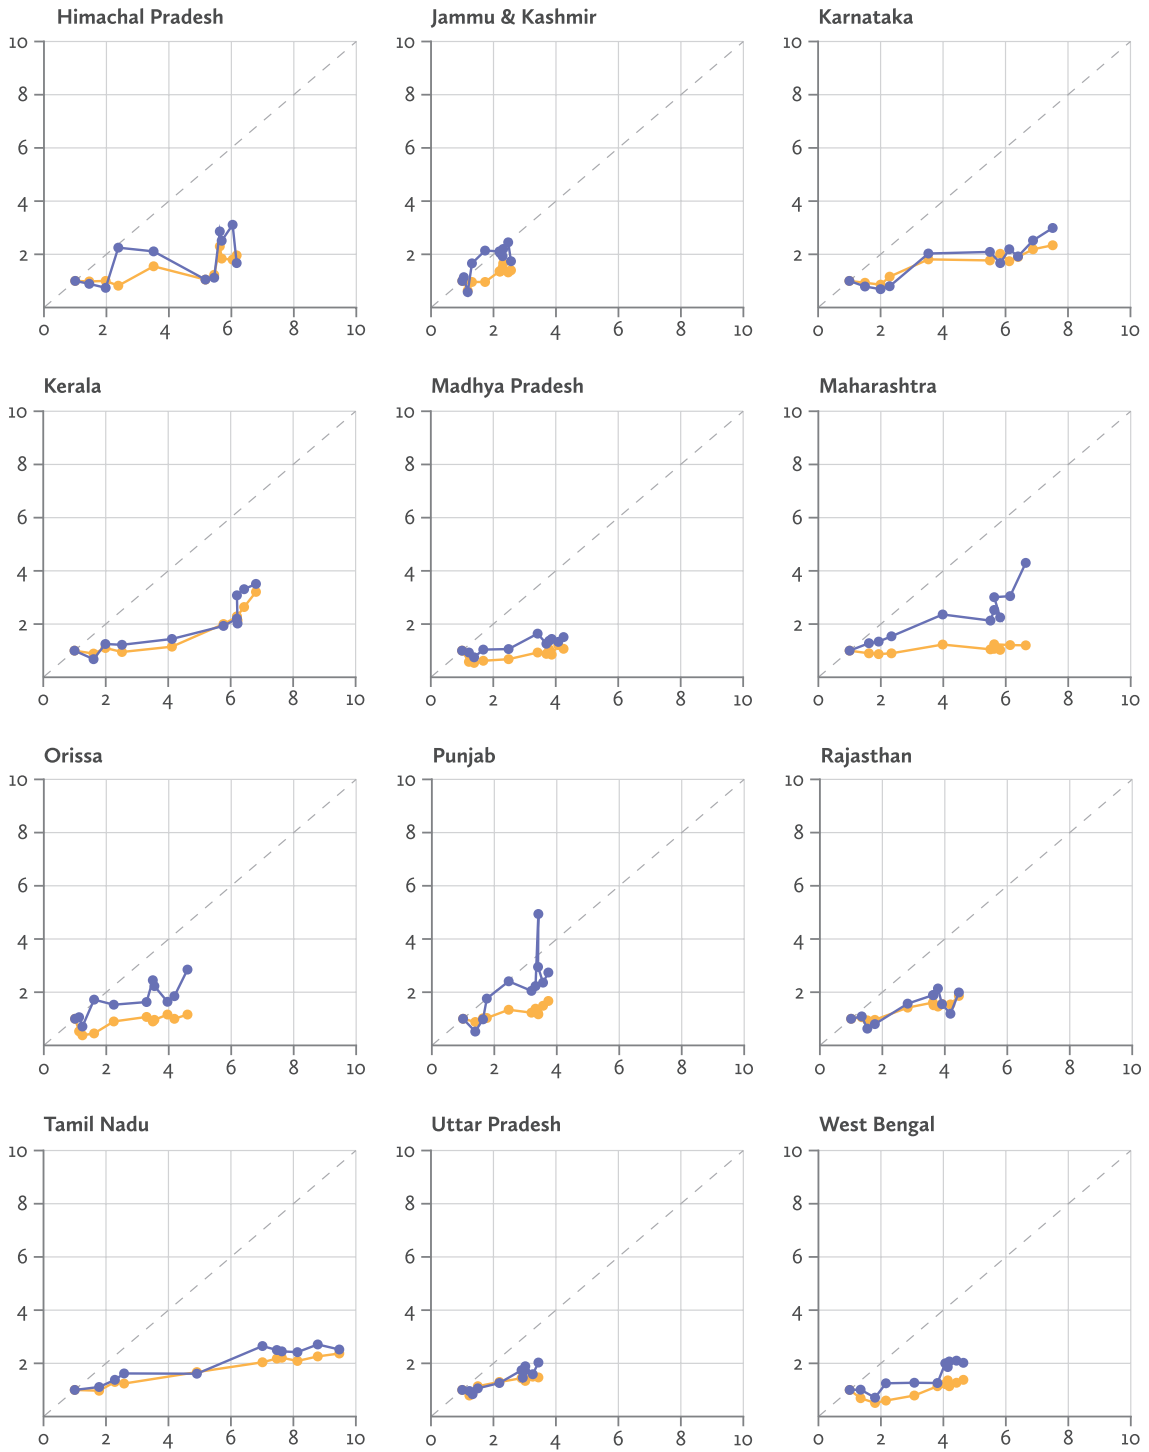 Himachal Pradesh Jammu & Kashmir Karnataka
10 10 10
8 8 8
6 6 6
4 4 4
2 2 2
0 2 4 6 8 10 0 2 4 6 8 10 0 2 4 6 8 10
Kerala Madhya Pradesh Maharashtra
10 10 10
8 8 8
6 6 6
4 4 4
2 2 2
0 2 4 6 8 10 0 2 4 6 8 10 0 2 4 6 8 10
Orissa Punjab Rajasthan
10 10 10
8 8 8
6 6 6
4 4 4
2 2 2
0 2 4 6 8 10 0 2 4 6 8 10 0 2 4 6 8 10
Tamil Nadu Uttar Pradesh West Bengal
10 10 10
8 8 8
6 6 6
4 4 4
2 2 2
0 2 4 6 8 10 0 2 4 6 8 10 0 2 4 6 8 10